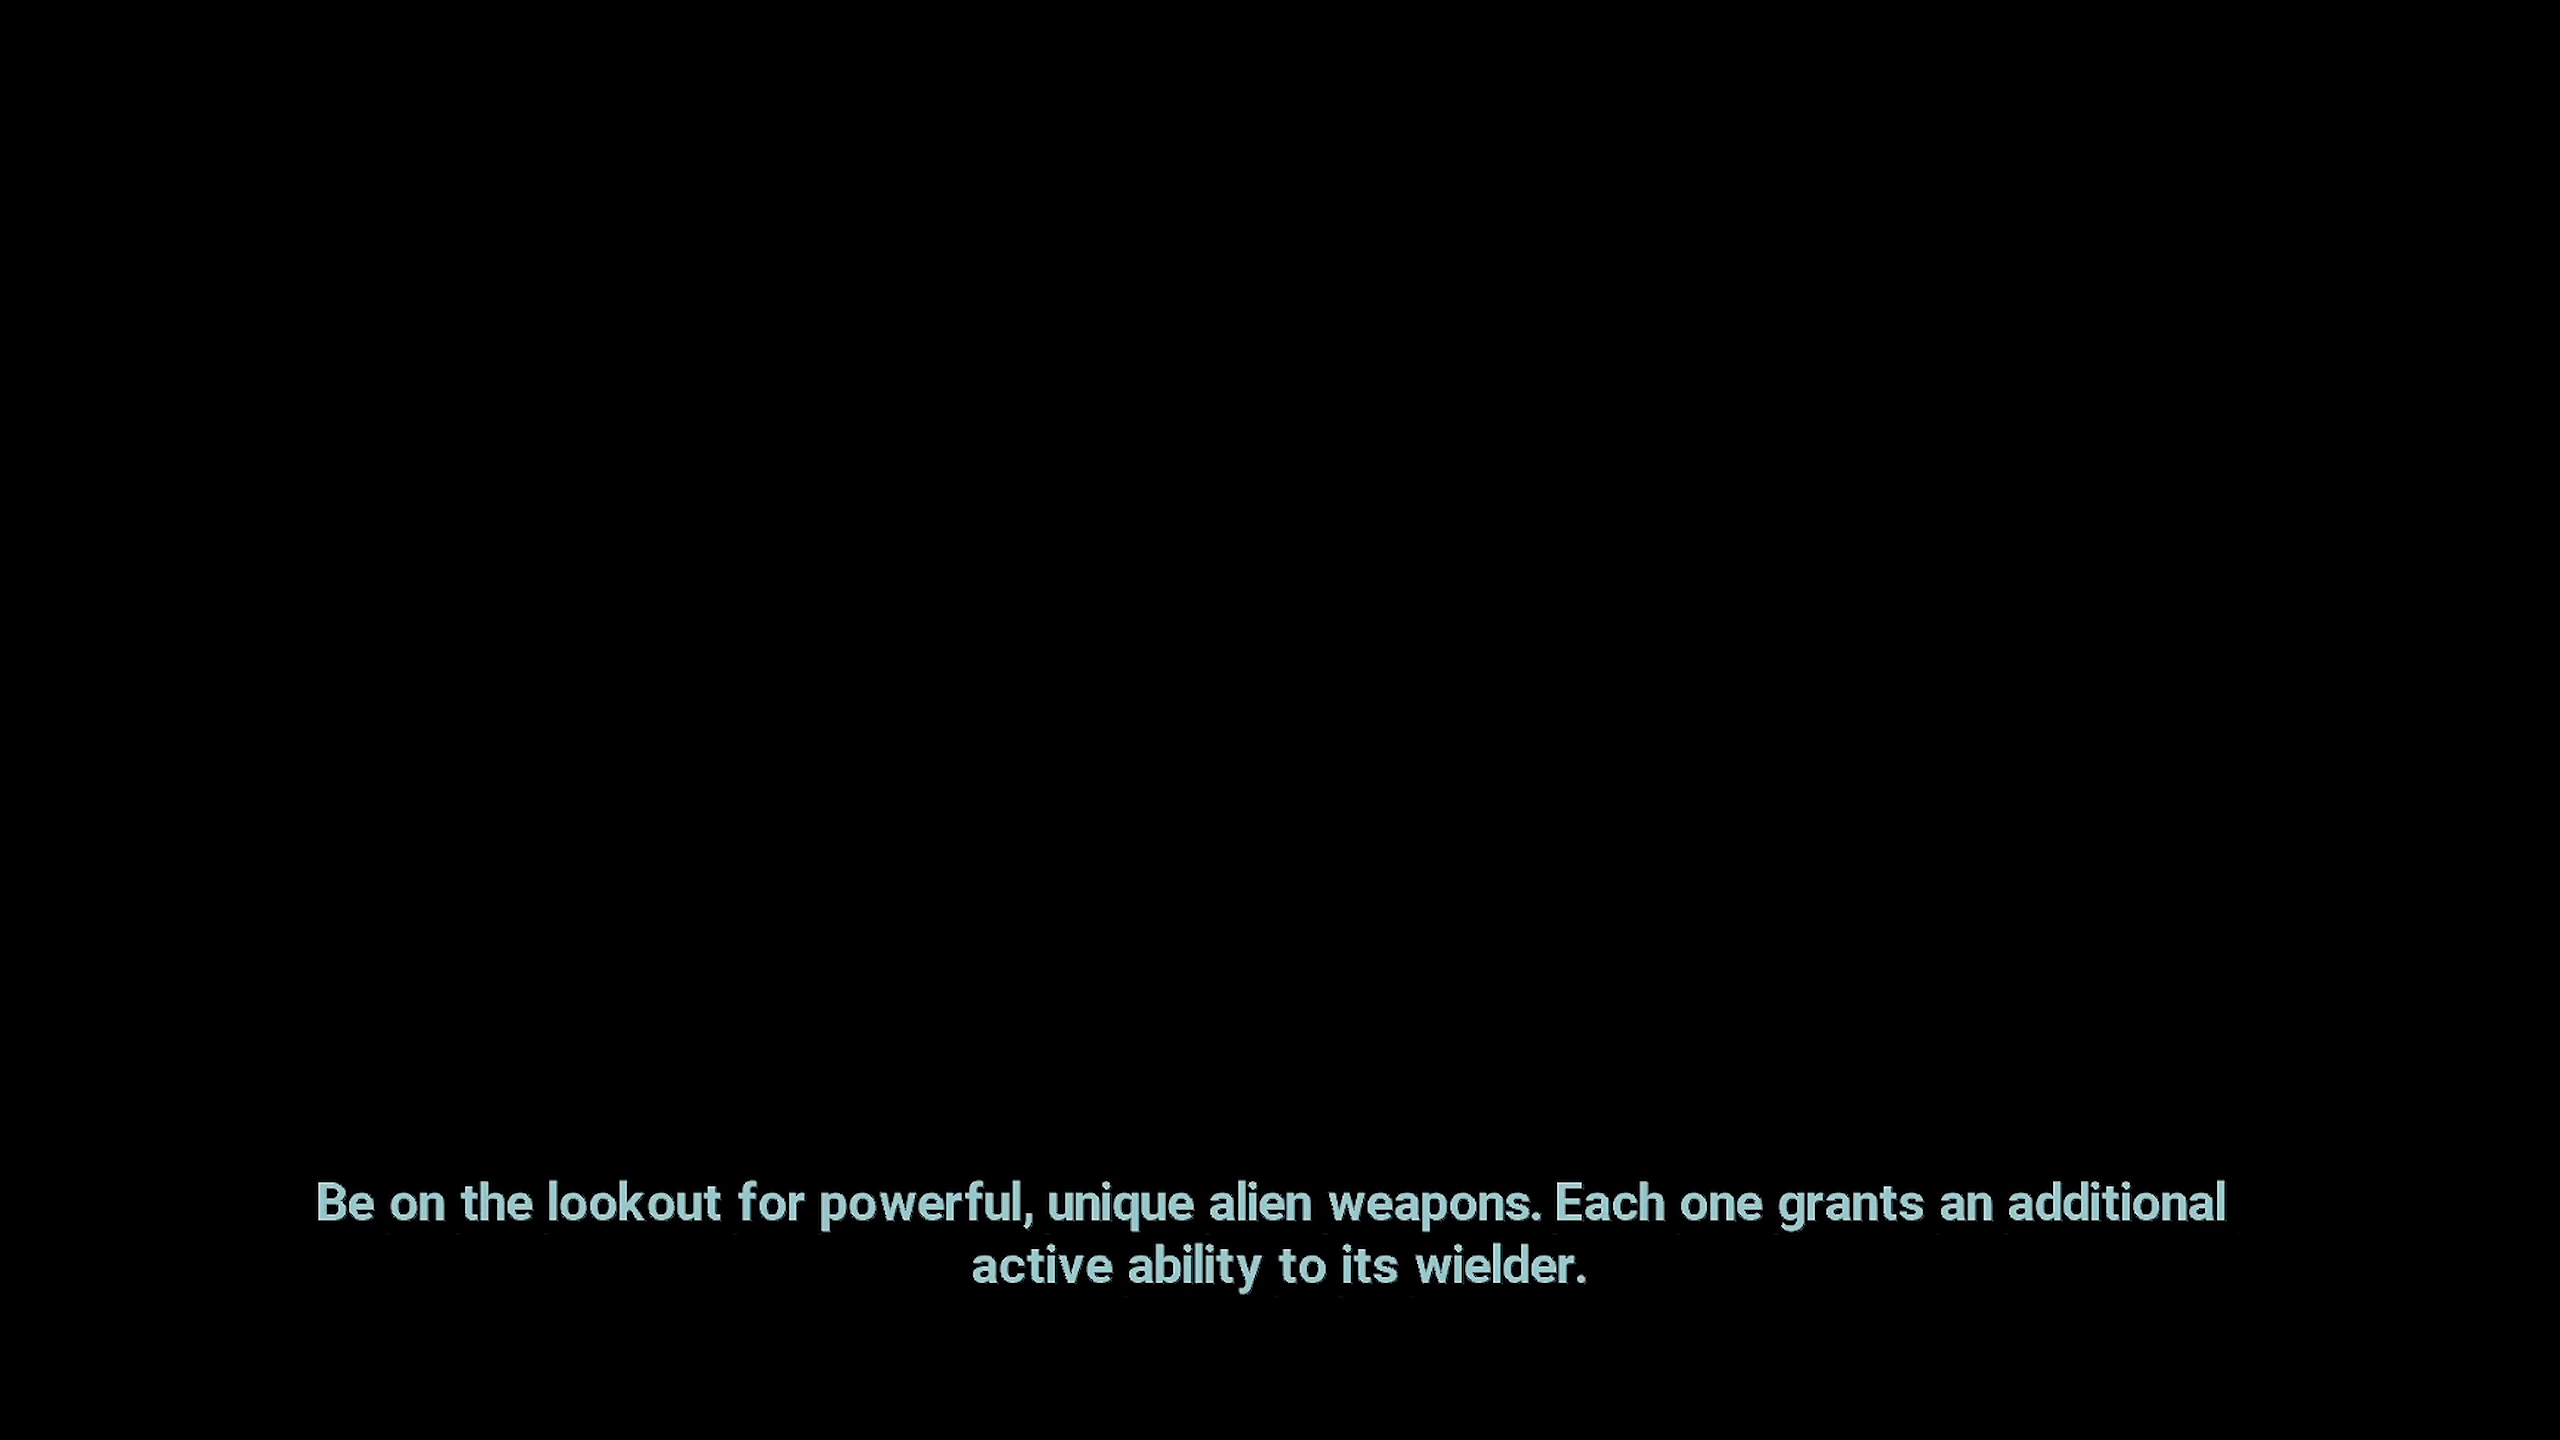 Be on the lookout for powerful, unique alien weapons. Each one grants an additional
active ability to its wielder.